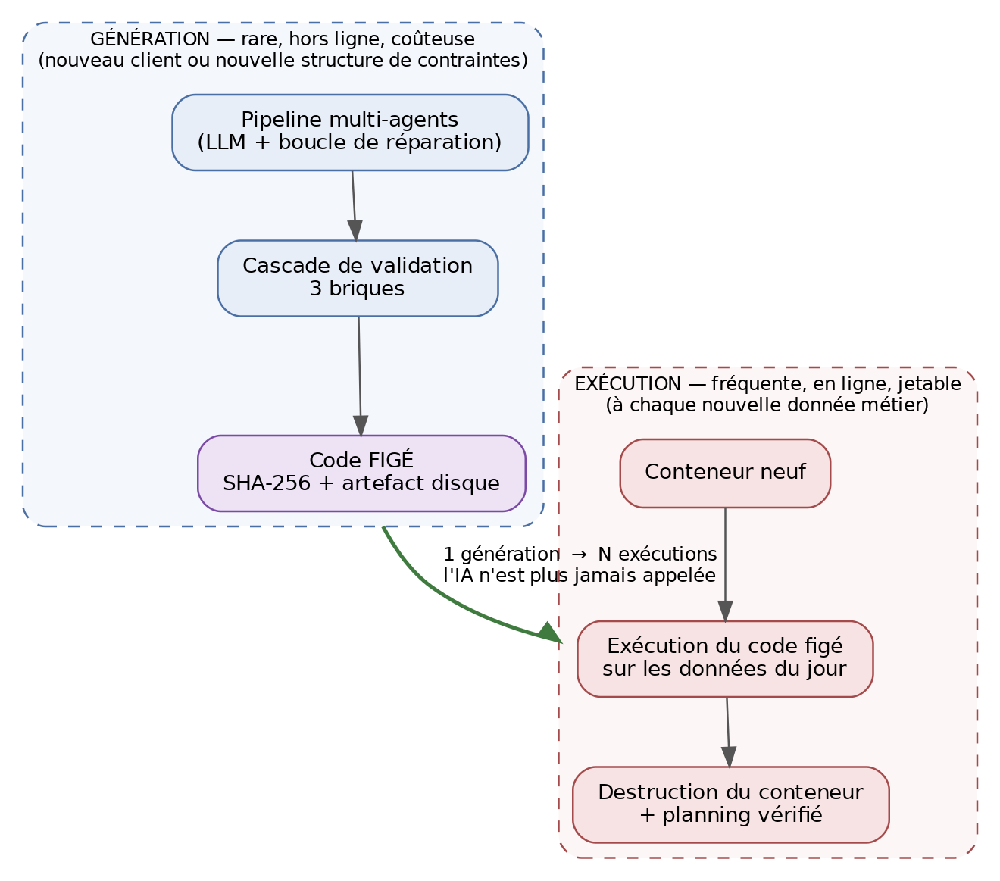 GÉNÉRATION — rare, hors ligne, coûteuse
(nouveau client ou nouvelle structure de contraintes)
Pipeline multi-agents
(LLM + boucle de réparation)
Cascade de validation
3 briques
Code FIGÉ
SHA-256 + artefact disque
EXÉCUTION — fréquente, en ligne, jetable
(à chaque nouvelle donnée métier)
Conteneur neuf
1 génération → N exécutions
l'IA n'est plus jamais appelée
Exécution du code figé
sur les données du jour
Destruction du conteneur
+ planning vérifié